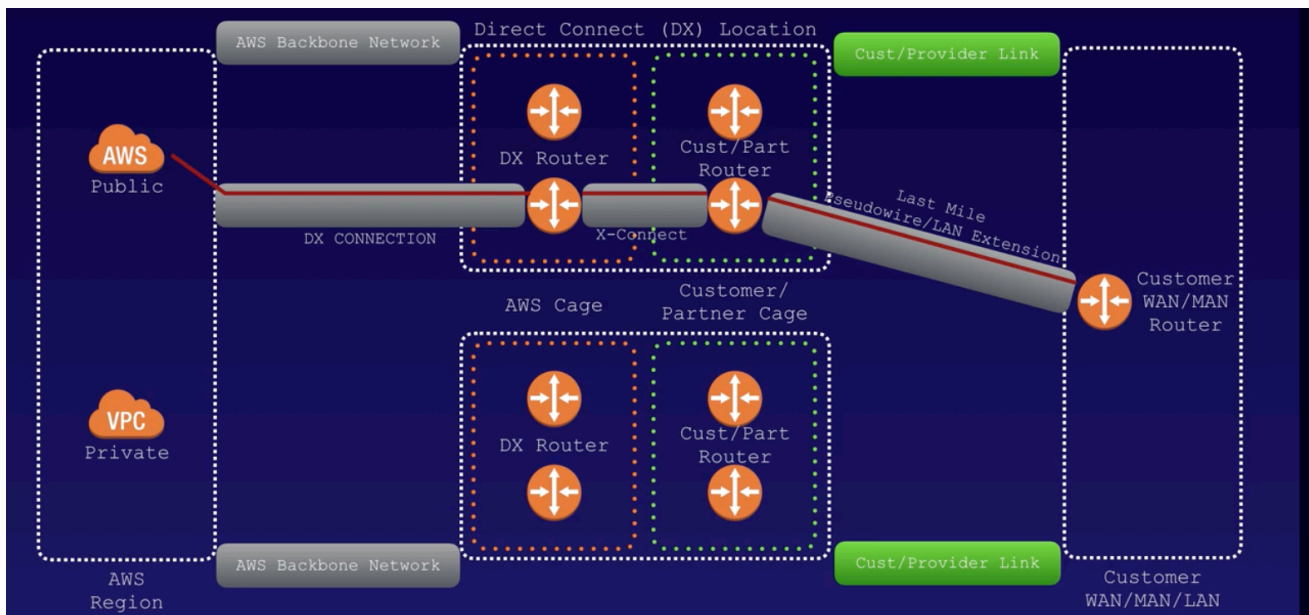 Direct Connect (DX) Location
AWS Backbone Network
Cust/Provider Link
AWS
Public
DX Router
Cust/Part
Router
DX CONNECTION
X-Connect
Last Mile
Pseudowire/LAN Extension
Customer
WAN/MAN
Router
AWS Cage
Customer/
Partner Cage
VPC
Private
DX Router
Cust/Part
Router
AWS Backbone Network
Cust/Provider Link
AWS
Region
Customer
WAN/MAN/LAN